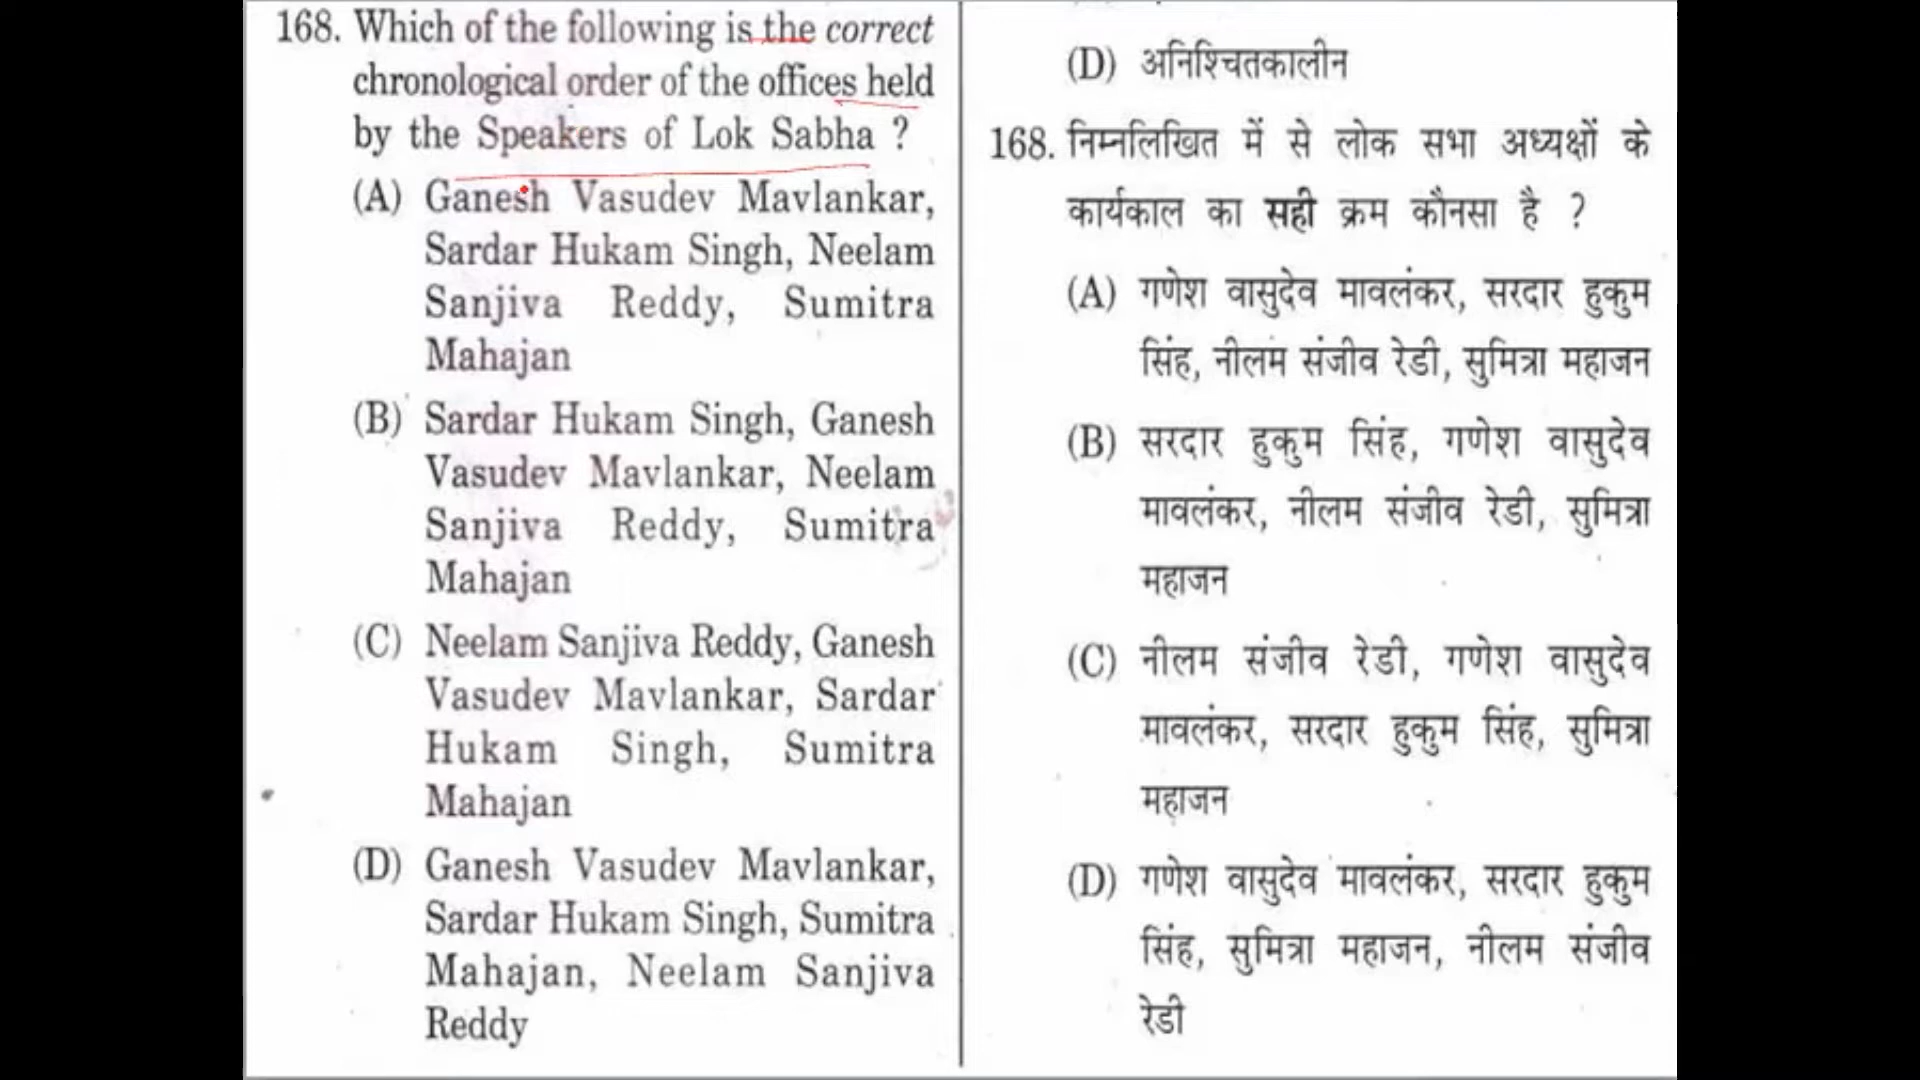 168. Which of the following is the correct
chronological order of the offices held
by the Speakers of Lok Sabha ?
(A) Ganesh Vasudev Mavlankar,
Sardar Hukam Singh, Neelam
Sanjiva Reddy, Sumitra
Mahajan
(B) Sardar Hukam Singh, Ganesh
Vasudev Mavlankar, Neelam
Sanjiva Reddy, Sumitra
Mahajan
(C) Neelam Sanjiva Reddy, Ganesh
Vasudev Mavlankar, Sardar
Hukam Singh, Sumitra
Mahajan
(D) Ganesh Vasudev Mavlankar,
Sardar Hukam Singh, Sumitra
Mahajan, Neelam Sanjiva
Reddy
(D) अनिश्चितकालीन
168. निम्नलिखित में से लोक सभा अध्यक्षों के
कार्यकाल का सही क्रम कौनसा है ?
(A) गणेश वासुदेव मावलंकर, सरदार हुकुम
सिंह, नीलम संजीव रेडी, सुमित्रा महाजन
(B) सरदार हुकुम सिंह, गणेश वासुदेव
मावलंकर, नीलम संजीव रेडी, सुमित्रा
महाजन
(C) नीलम संजीव रेडी, गणेश वासुदेव
मावलंकर, सरदार हुकुम सिंह, सुमित्रा
महाजन
(D) गणेश वासुदेव मावलंकर, सरदार हुकुम
सिंह, सुमित्रा महाजन, नीलम संजीव
रेडी